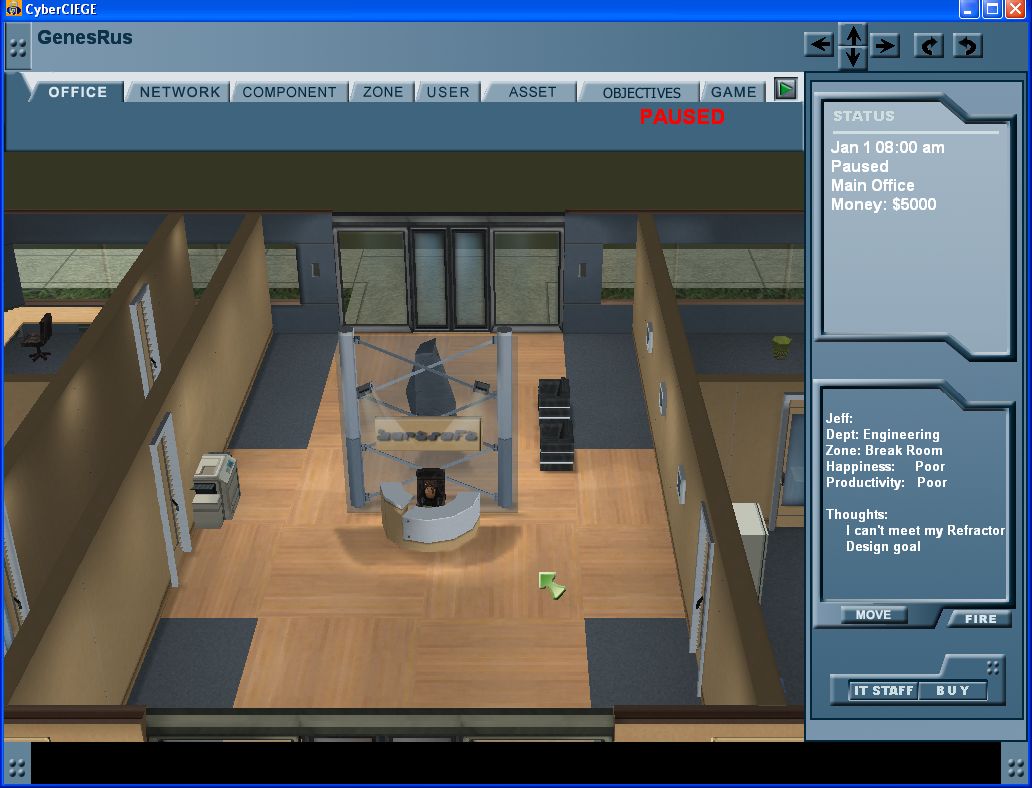 CyberCIEGE
GenesRus
OFFICE NETWORK COMPONENT ZONE USER ASSET OBJECTIVES GAME
PAUSED
STATUS
Jan 1 08:00 am
Paused
Main Office
Money: $5000
Jeff:
Dept: Engineering
Zone: Break Room
Happiness: Poor
Productivity: Poor
Thoughts:
I can't meet my Refractor
Design goal
MOVE FIRE
IT STAFF BUY